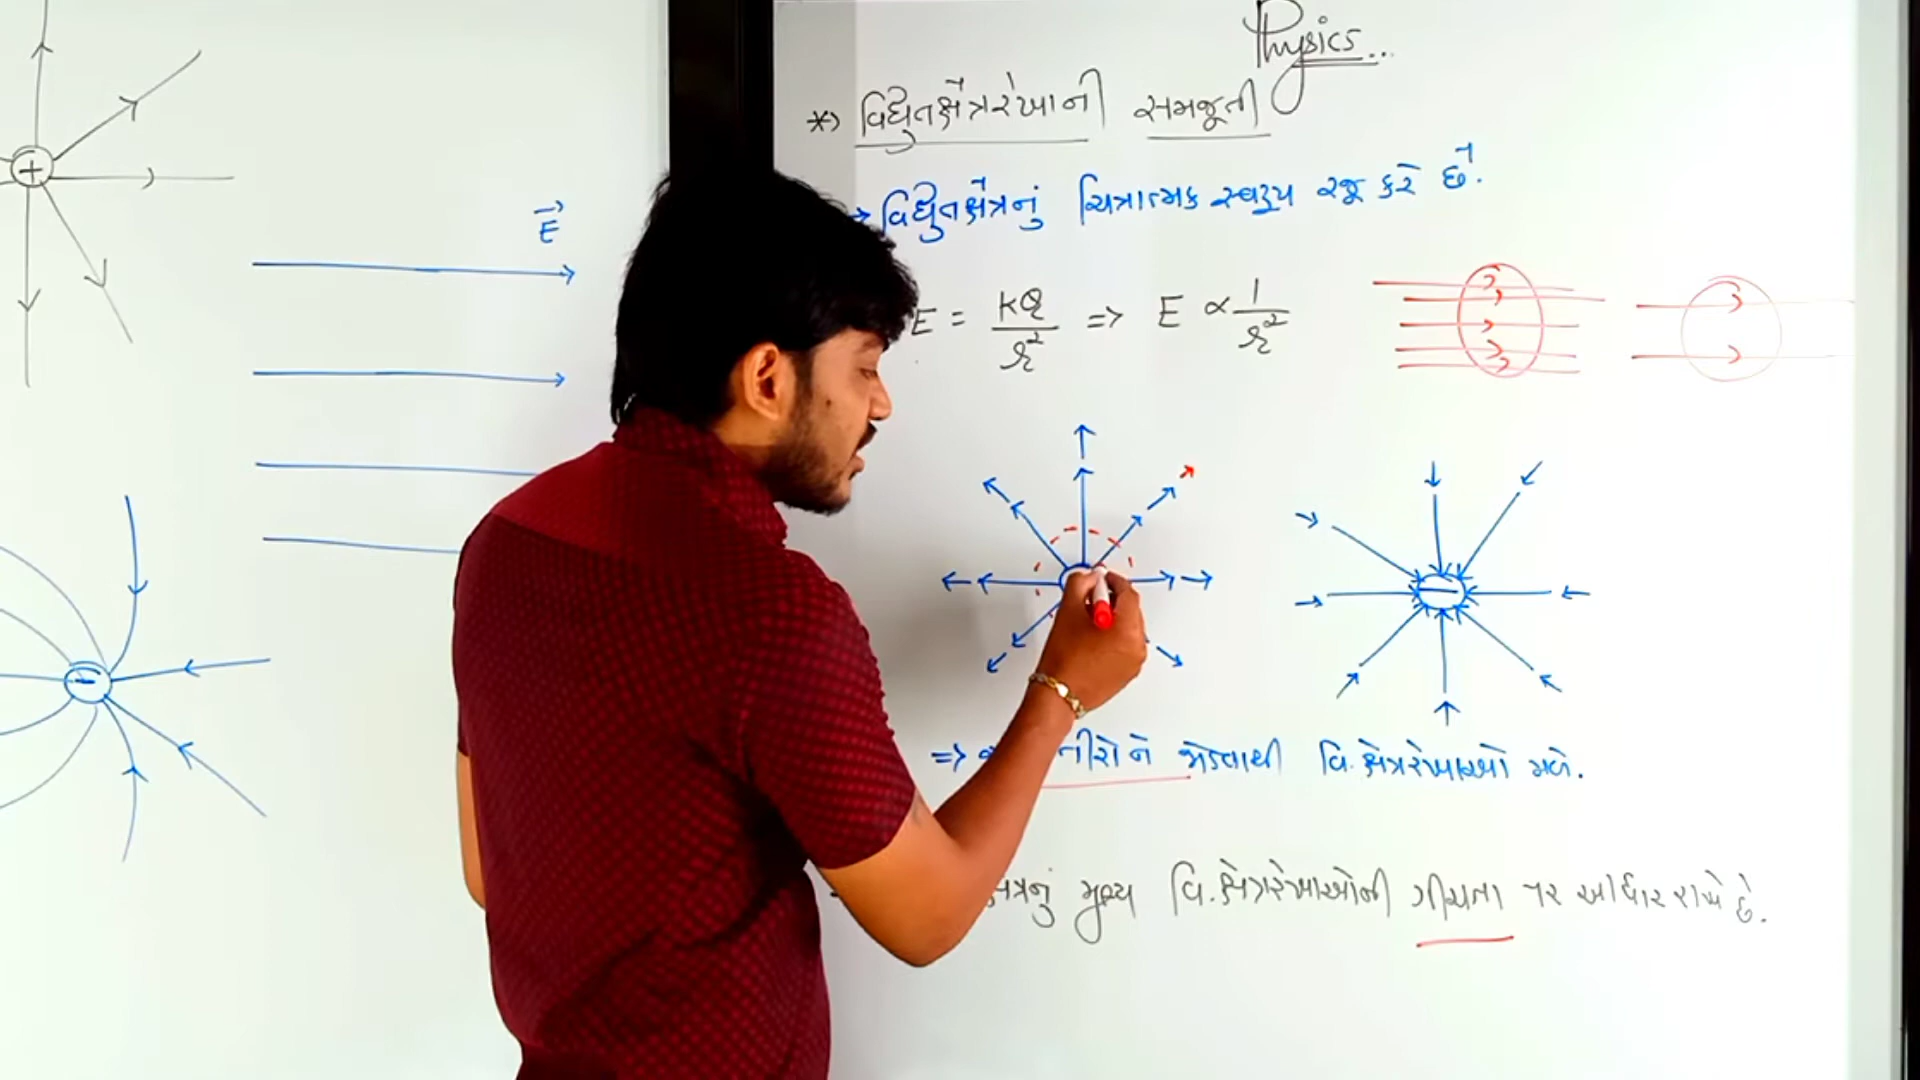 Physics...
*→ વિદ્યુતક્ષેત્રરેખાની સમજૂતી
→ વિદ્યુતક્ષેત્રનું ચિત્રાત્મક સ્વરૂપ રજૂ કરે છે.
E⃗
E = kQ/r² => E ∝ 1/r²
+
−
−
=> તીરોને જોડવાથી વિ.ક્ષેત્રરેખાઓ મળે.
ક્ષેત્રનું મૂલ્ય વિ.ક્ષેત્રરેખાઓની ગીચતા પર આધાર રાખે છે.